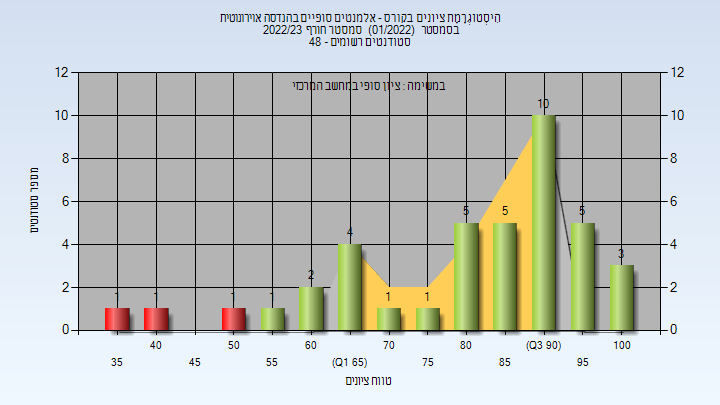 היסטוגרמת ציונים בקורס - אלמנטים סופיים בהנדסה אוירונוטית
בסמסטר (01/2022) סמסטר חורף 2022/23
סטודנטים רשומים - 48
במשימה : ציון סופי במחשב המרכזי
12 12
10 10 10
8 8
6 6
5 5 5
4 4 4
3
2 2 2
1 1 1 1 1 1
0 0
מספר סטודנטים
40 50 60 70 80 (Q3 90) 100
35 45 55 (Q1 65) 75 85 95
טווח ציונים